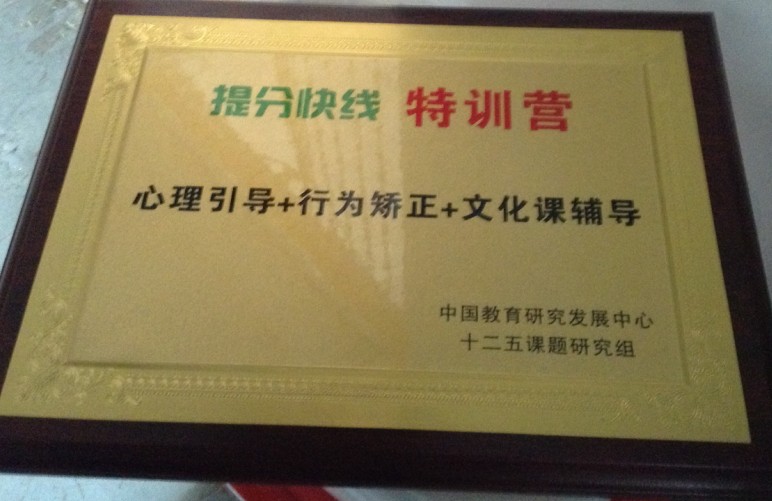 提分快线 特训营
心理引导+行为矫正+文化课辅导
中国教育研究发展中心
十二五课题研究组